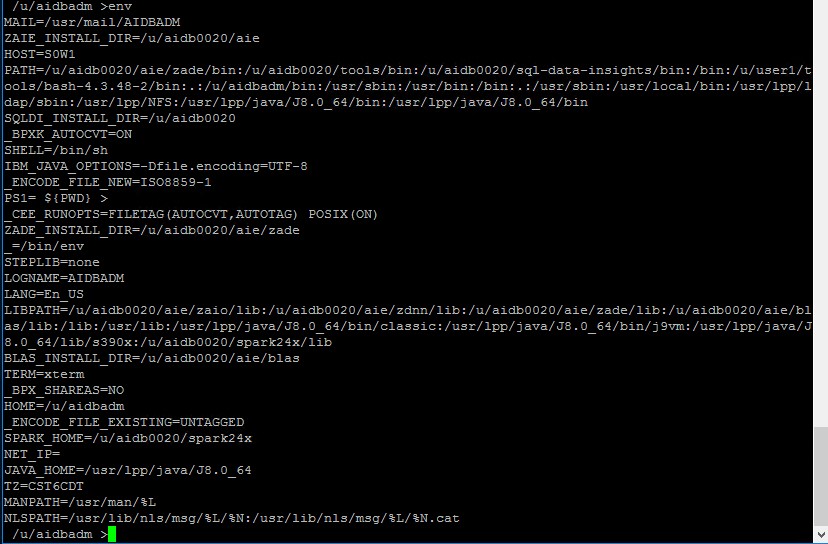 /u/aidbadm >env
MAIL=/usr/mail/AIDBADM
ZAIE_INSTALL_DIR=/u/aidb0020/aie
HOST=S0W1
PATH=/u/aidb0020/aie/zade/bin:/u/aidb0020/tools/bin:/u/aidb0020/sql-data-insights/bin:/bin:/u/user1/t
ools/bash-4.3.48-2/bin:.:/u/aidbadm/bin:/usr/sbin:/usr/bin/bin:.:/usr/sbin:/usr/local/bin:/usr/lpp/l
dap/sbin:/usr/lpp/NFS:/usr/lpp/java/J8.0_64/bin:/usr/lpp/java/J8.0_64/bin
SQLDI_INSTALL_DIR=/u/aidb0020
_BPXK_AUTOCVT=ON
SHELL=/bin/sh
IBM_JAVA_OPTIONS=-Dfile.encoding=UTF-8
_ENCODE_FILE_NEW=ISO8859-1
PS1= ${PWD} >
_CEE_RUNOPTS=FILETAG(AUTOCVT,AUTOTAG) POSIX(ON)
ZADE_INSTALL_DIR=/u/aidb0020/aie/zade
_=/bin/env
STEPLIB=none
LOGNAME=AIDBADM
LANG=En_US
LIBPATH=/u/aidb0020/aie/zaio/lib:/u/aidb0020/aie/zdnn/lib:/u/aidb0020/aie/zade/lib:/u/aidb0020/aie/bl
as/lib:/lib:/usr/lib:/usr/lpp/java/J8.0_64/bin/classic:/usr/lpp/java/J8.0_64/bin/j9vm:/usr/lpp/java/J
8.0_64/lib/s390x:/u/aidb0020/spark24x/lib
BLAS_INSTALL_DIR=/u/aidb0020/aie/blas
TERM=xterm
_BPX_SHAREAS=NO
HOME=/u/aidbadm
_ENCODE_FILE_EXISTING=UNTAGGED
SPARK_HOME=/u/aidb0020/spark24x
NET_IP=
JAVA_HOME=/usr/lpp/java/J8.0_64
TZ=CST6CDT
MANPATH=/usr/man/%L
NLSPATH=/usr/lib/nls/msg/%L/%N:/usr/lib/nls/msg/%L/%N.cat
/u/aidbadm >